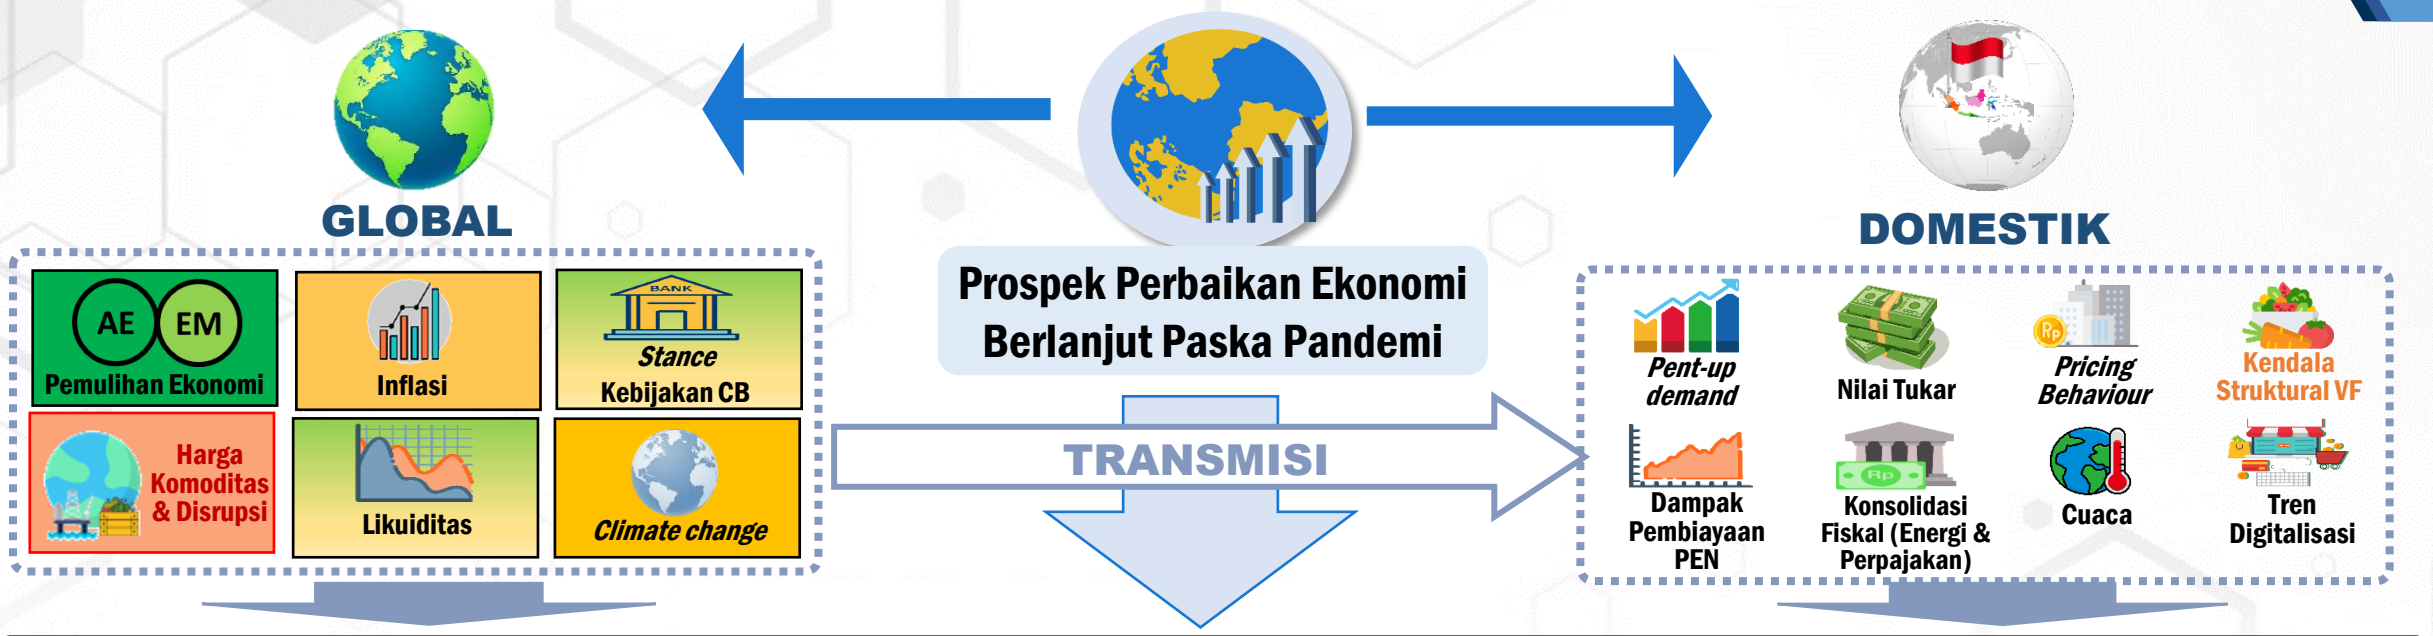 GLOBAL
AE
EM
Pemulihan Ekonomi
Inflasi
BANK
Stance
Kebijakan CB
Harga
Komoditas
& Disrupsi
Likuiditas
Climate change
Prospek Perbaikan Ekonomi
Berlanjut Paska Pandemi
TRANSMISI
DOMESTIK
Pent-up
demand
Nilai Tukar
Rp
Pricing
Behaviour
Kendala
Struktural VF
Dampak
Pembiayaan
PEN
Rp
Konsolidasi
Fiskal (Energi &
Perpajakan)
Cuaca
Tren
Digitalisasi